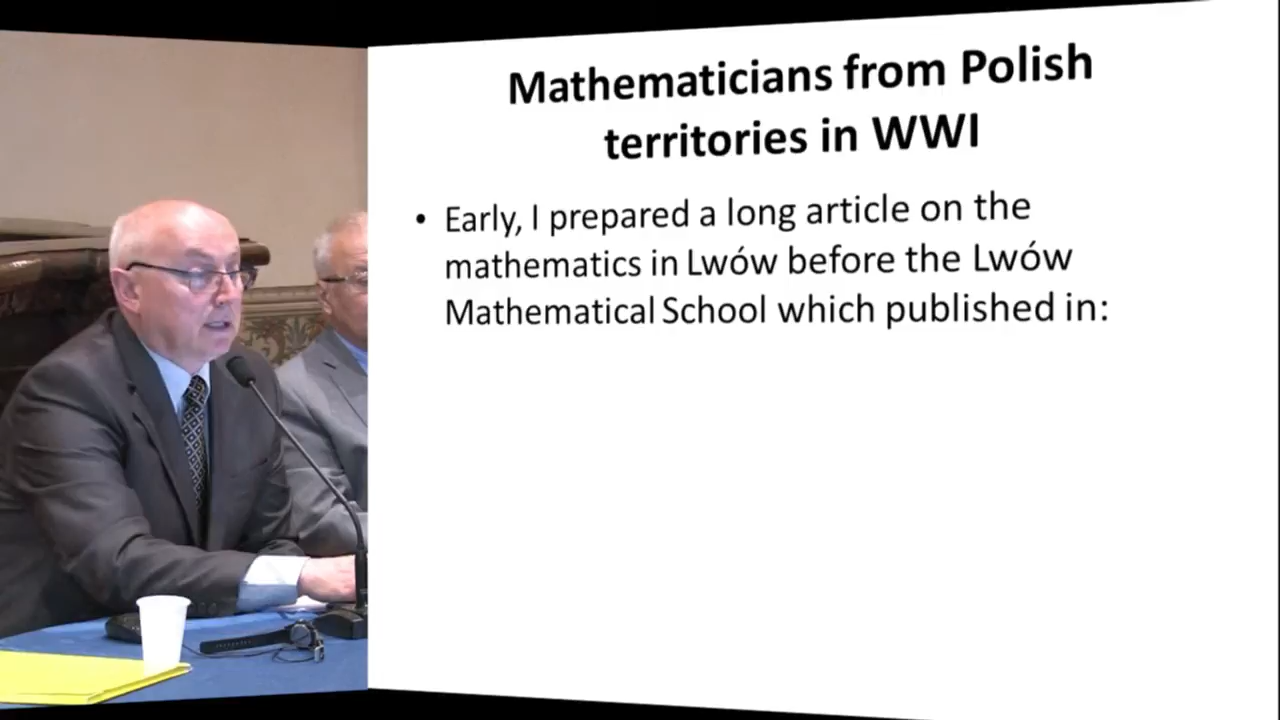 Mathematicians from Polish
territories in WWI
• Early, I prepared a long article on the
mathematics in Lwów before the Lwów
Mathematical School which published in: